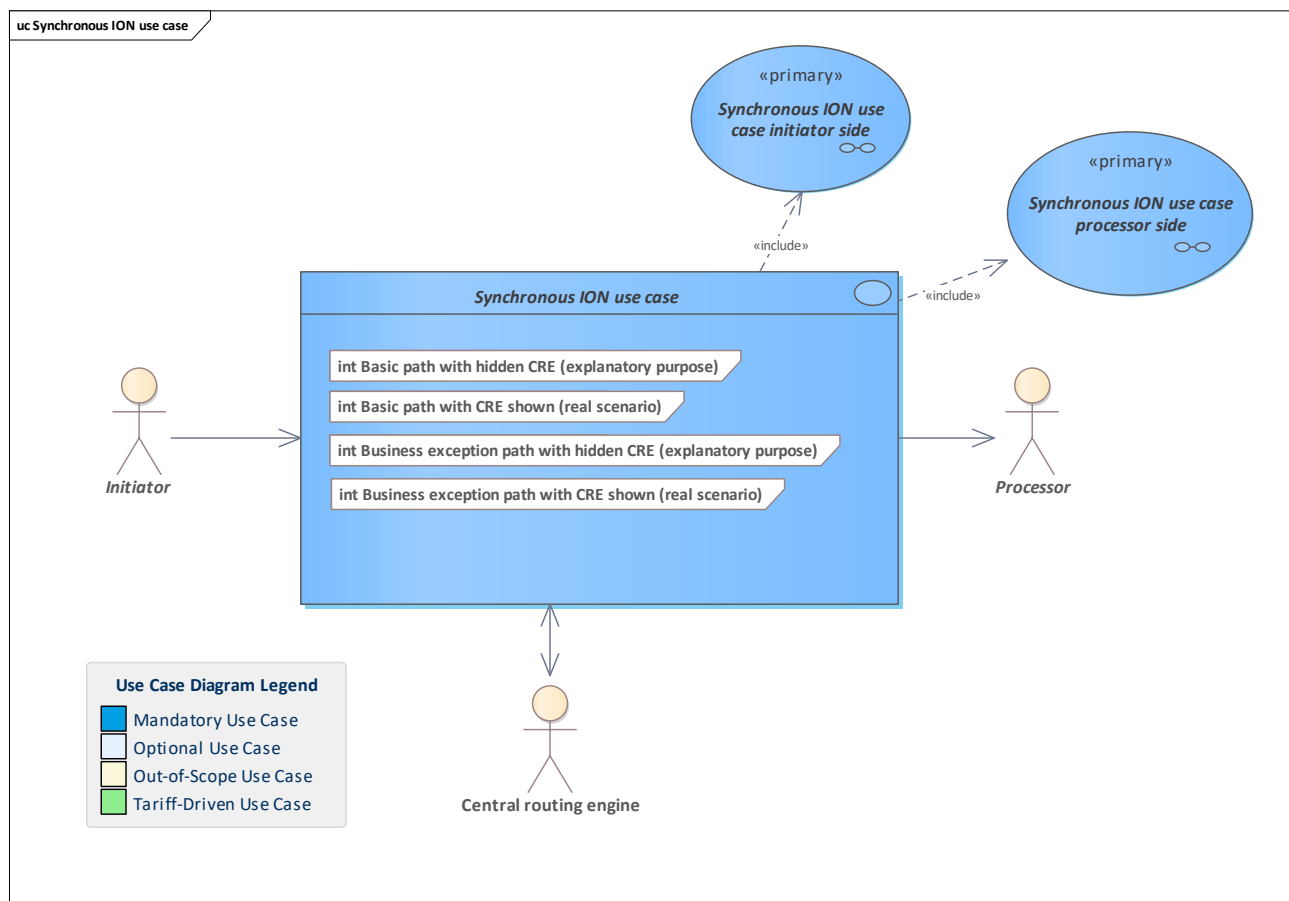 uc Synchronous ION use case
«primary»
Synchronous ION use
case initiator side
«primary»
Synchronous ION use case
processor side
«include»
«include»
Synchronous ION use case
int Basic path with hidden CRE (explanatory purpose)
int Basic path with CRE shown (real scenario)
int Business exception path with hidden CRE (explanatory purpose)
int Business exception path with CRE shown (real scenario)
Initiator
Processor
Use Case Diagram Legend
Mandatory Use Case
Optional Use Case
Out-of-Scope Use Case
Tariff-Driven Use Case
Central routing engine